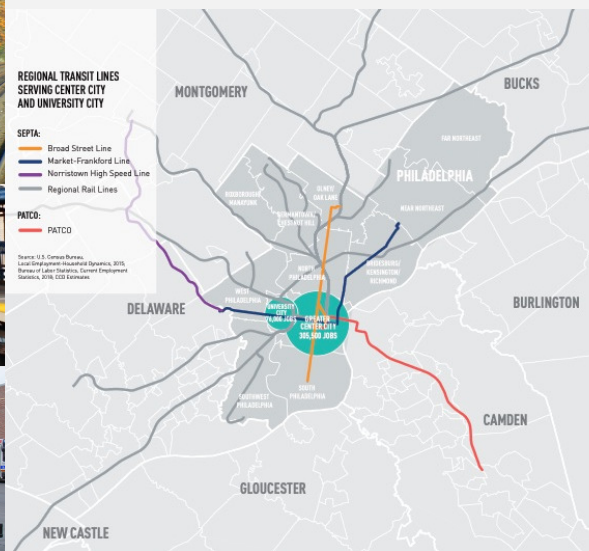 REGIONAL TRANSIT LINES
SERVING CENTER CITY
AND UNIVERSITY CITY
SEPTA:
Broad Street Line
Market-Frankford Line
Norristown High Speed Line
Regional Rail Lines
PATCO:
PATCO
Source: U.S. Census Bureau,
Local Employment-Household Dynamics, 2015;
Bureau of Labor Statistics, Current Employment
Statistics, 2018; CCD Estimates
MONTGOMERY
BUCKS
FAR NORTHEAST
PHILADELPHIA
ROXBOROUGH/
MANAYUNK
OLNEY/
OAK LANE
GERMANTOWN/
CHESTNUT HILL
NEAR NORTHEAST
NORTH
PHILADELPHIA
BRIDESBURG/
KENSINGTON/
RICHMOND
WEST
PHILADELPHIA
DELAWARE
BURLINGTON
UNIVERSITY
CITY
JOBS
GREATER
CENTER CITY
305,500 JOBS
SOUTH
PHILADELPHIA
SOUTHWEST
PHILADELPHIA
CAMDEN
GLOUCESTER
NEW CASTLE